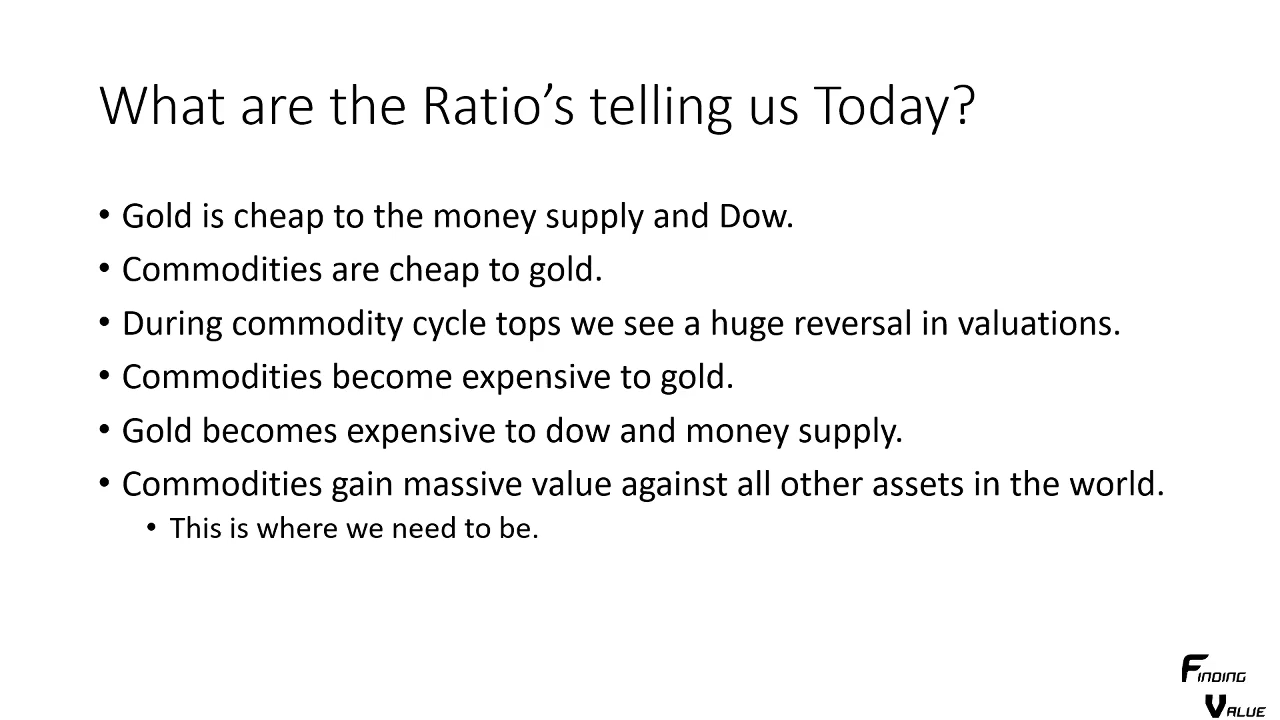 What are the Ratio’s telling us Today?
• Gold is cheap to the money supply and Dow.
• Commodities are cheap to gold.
• During commodity cycle tops we see a huge reversal in valuations.
• Commodities become expensive to gold.
• Gold becomes expensive to dow and money supply.
• Commodities gain massive value against all other assets in the world.
• This is where we need to be.
Finding
Value